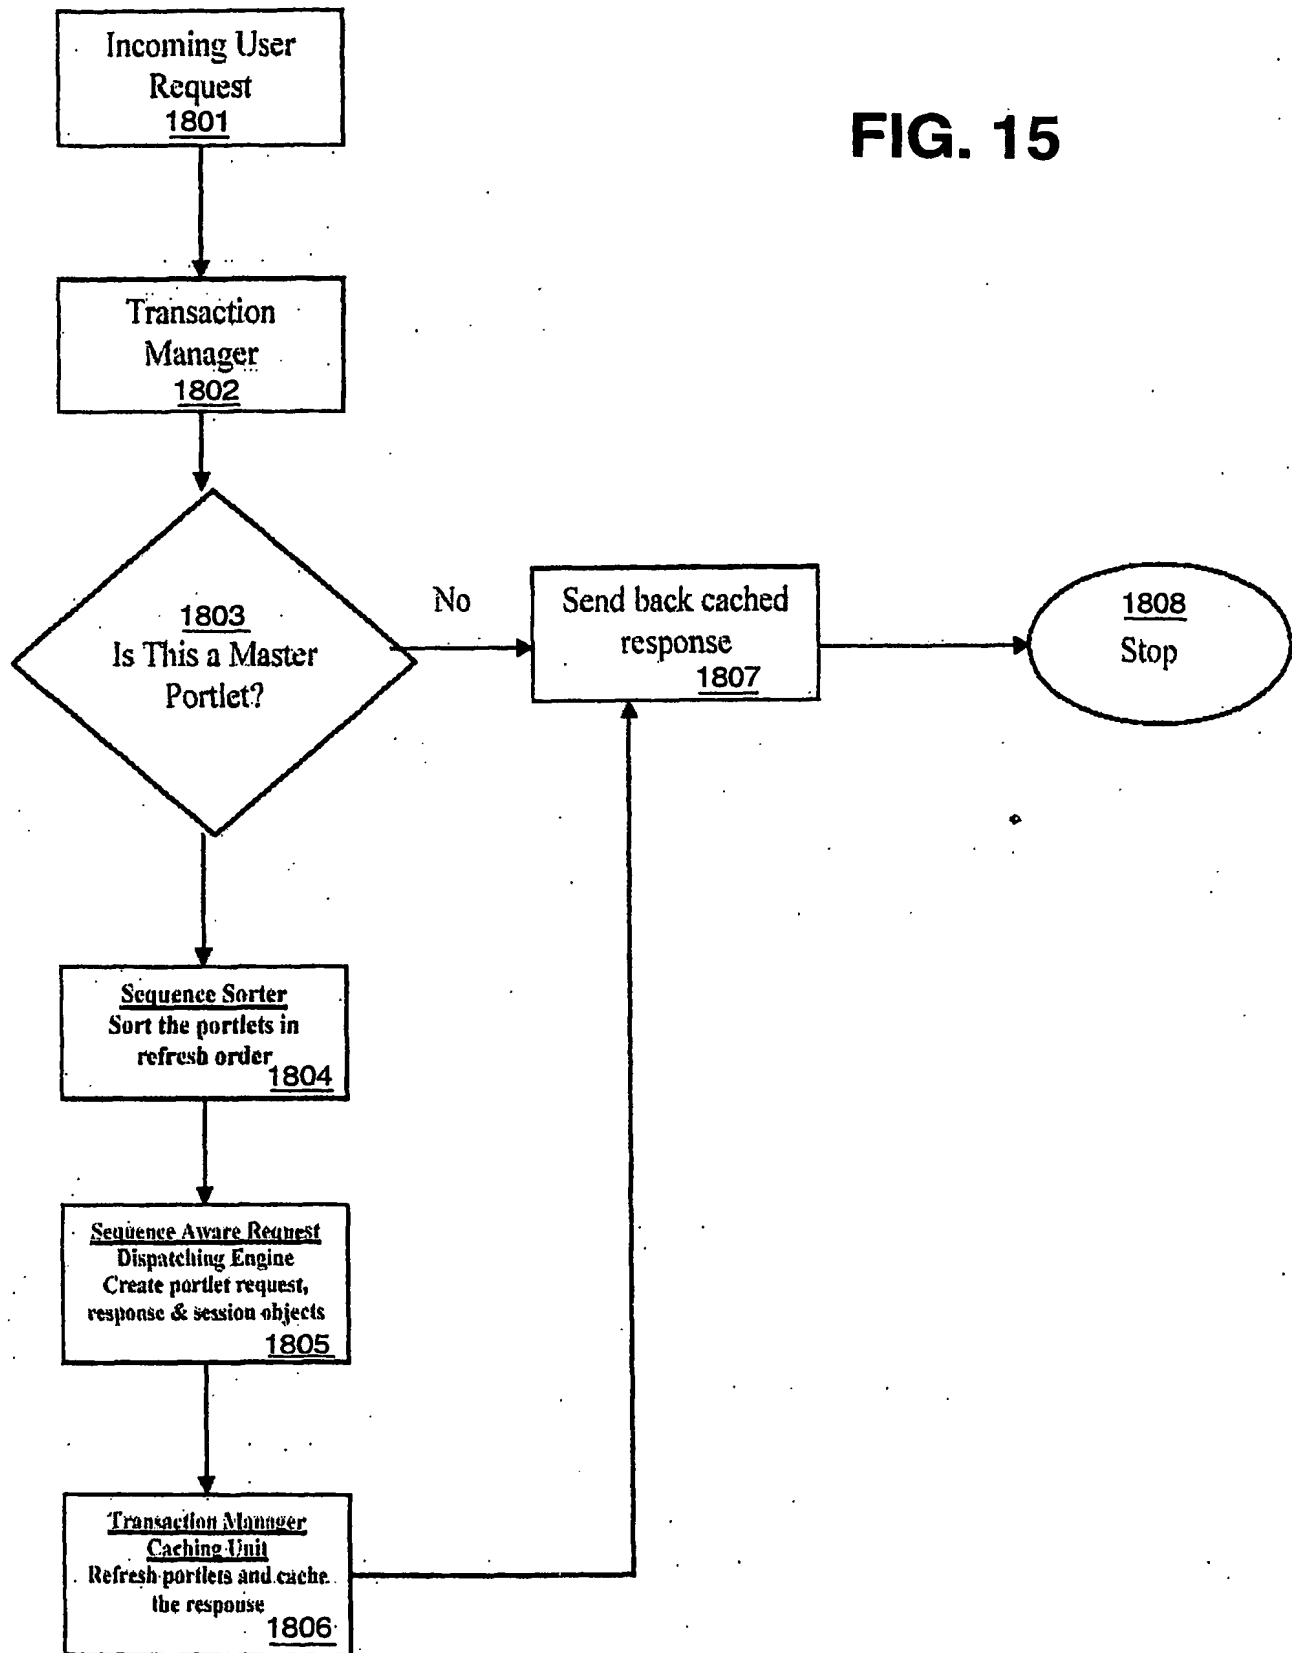 Incoming User
Request
1801
FIG. 15
Transaction
Manager
1802
1803
Is This a Master
Portlet?
No
Send back cached
response
1807
1808
Stop
Sequence Sorter
Sort the portlets in
refresh order
1804
Sequence Aware Request
Dispatching Engine
Create portlet request,
response & session objects
1805
Transaction Manager
Caching Unit
Refresh portlets and cache
the response
1806